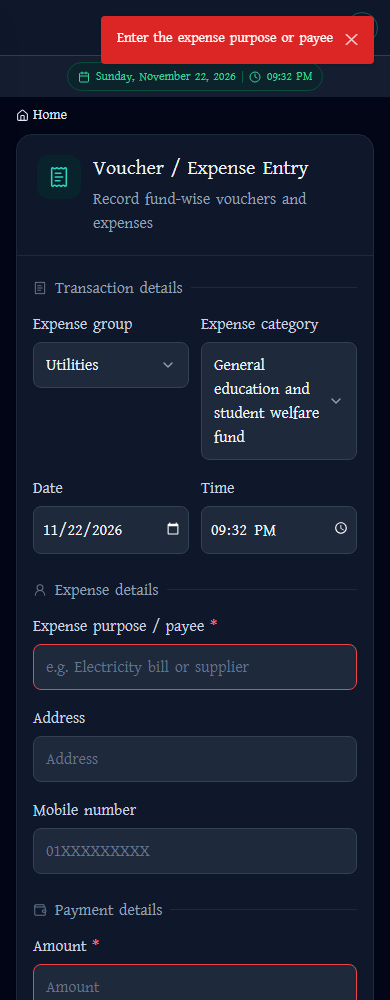 Enter the expense purpose or payee
Sunday, November 22, 2026
09:32 PM
Home
Voucher / Expense Entry
Record fund-wise vouchers and
expenses
Transaction details
Expense group
Expense category
Utilities
General
education and
student welfare
fund
Date
Time
11/22/2026
09:32 PM
Expense details
Expense purpose / payee *
e.g. Electricity bill or supplier
Address
Address
Mobile number
01XXXXXXXXX
Payment details
Amount *
Amount